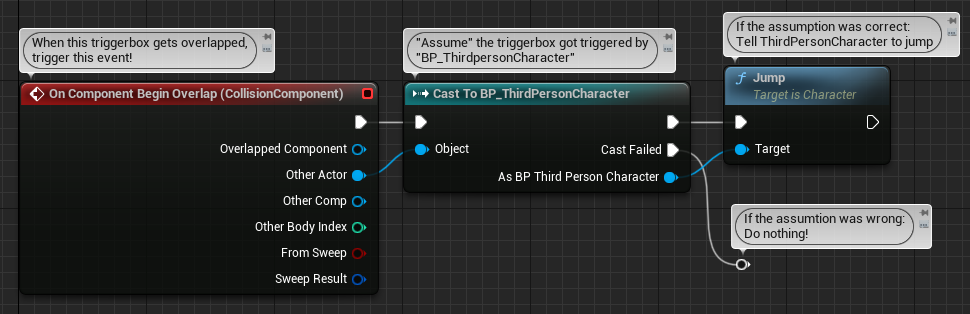 When this triggerbox gets overlapped,
trigger this event!
"Assume" the triggerbox got triggered by
"BP_ThirdpersonCharacter"
If the assumption was correct:
Tell ThirdPersonCharacter to jump
On Component Begin Overlap (CollisionComponent)
Overlapped Component
Other Actor
Other Comp
Other Body Index
From Sweep
Sweep Result
Cast To BP_ThirdPersonCharacter
Object
Cast Failed
As BP Third Person Character
f Jump
Target is Character
Target
If the assumtion was wrong:
Do nothing!